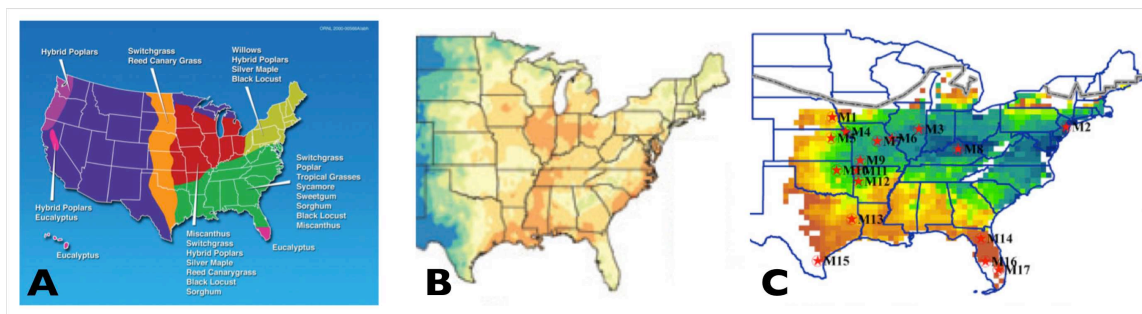 Hybrid Poplars
Switchgrass
Reed Canary Grass
Willows
Hybrid Poplars
Silver Maple
Black Locust
Switchgrass
Poplar
Tropical Grasses
Sycamore
Sweetgum
Sorghum
Black Locust
Miscanthus
Hybrid Poplars
Eucalyptus
Eucalyptus
Miscanthus
Switchgrass
Hybrid Poplars
Silver Maple
Reed Canarygrass
Black Locust
Sorghum
Eucalyptus
A
B
M1
M2
M3
M4
M5
M6
M8
M9
M11
M12
M13
M14
M15
M16
M17
C